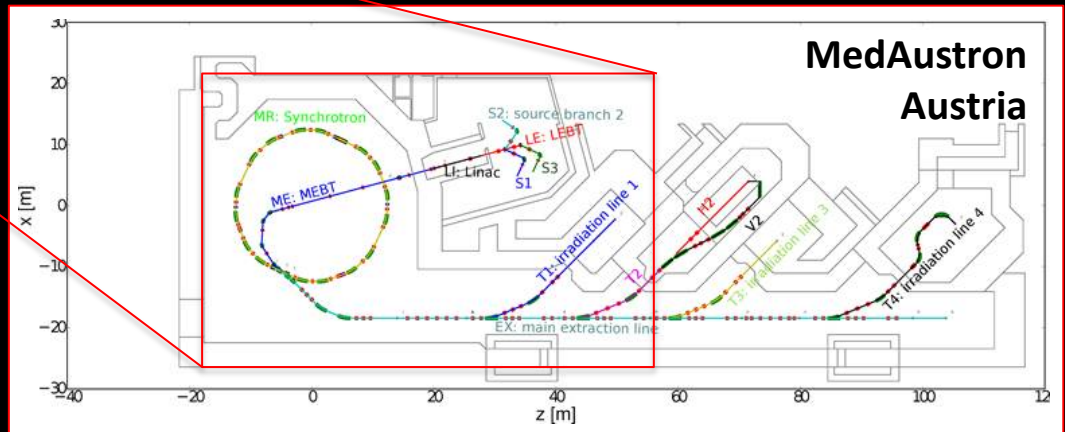 MedAustron
Austria
S2: source branch 2
MR: Synchrotron
LE: LEBT
LI: Linac
S3
S1
ME: MEBT
T1: irradiation line 1
T2
H2
V2
T3: irradiation line 3
T4: irradiation line 4
EX: main extraction line
x [m]
30
20
10
0
−10
−20
−30
−40
−20
0
20
40
60
80
100
12
z [m]